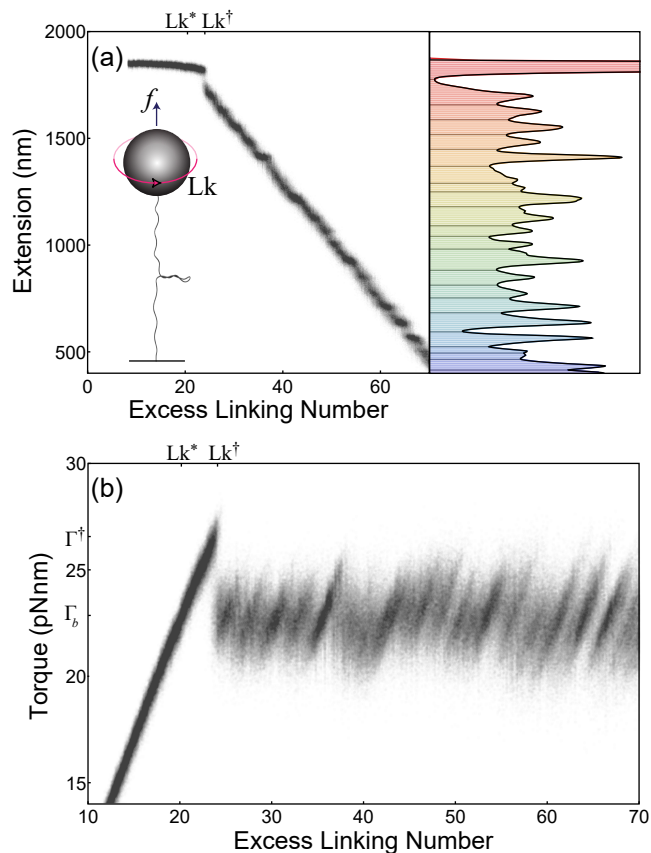 Lk* Lk†
2000
(a)
f
1500
Lk
1000
500
Extension (nm)
0 20 40 60
Excess Linking Number
Lk* Lk†
30
(b)
Γ†
25
Γb
20
15
Torque (pNnm)
10 20 30 40 50 60 70
Excess Linking Number